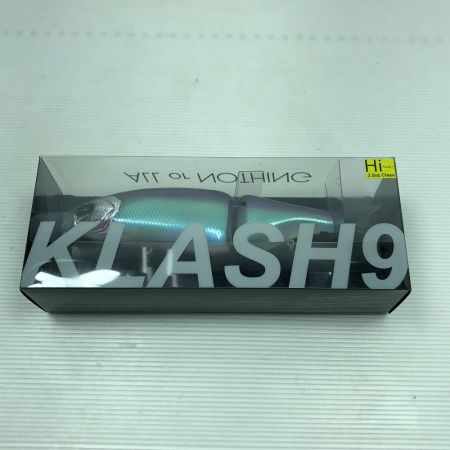 ALL or NOTHING
Hi
3.5oz Class
KLASH9